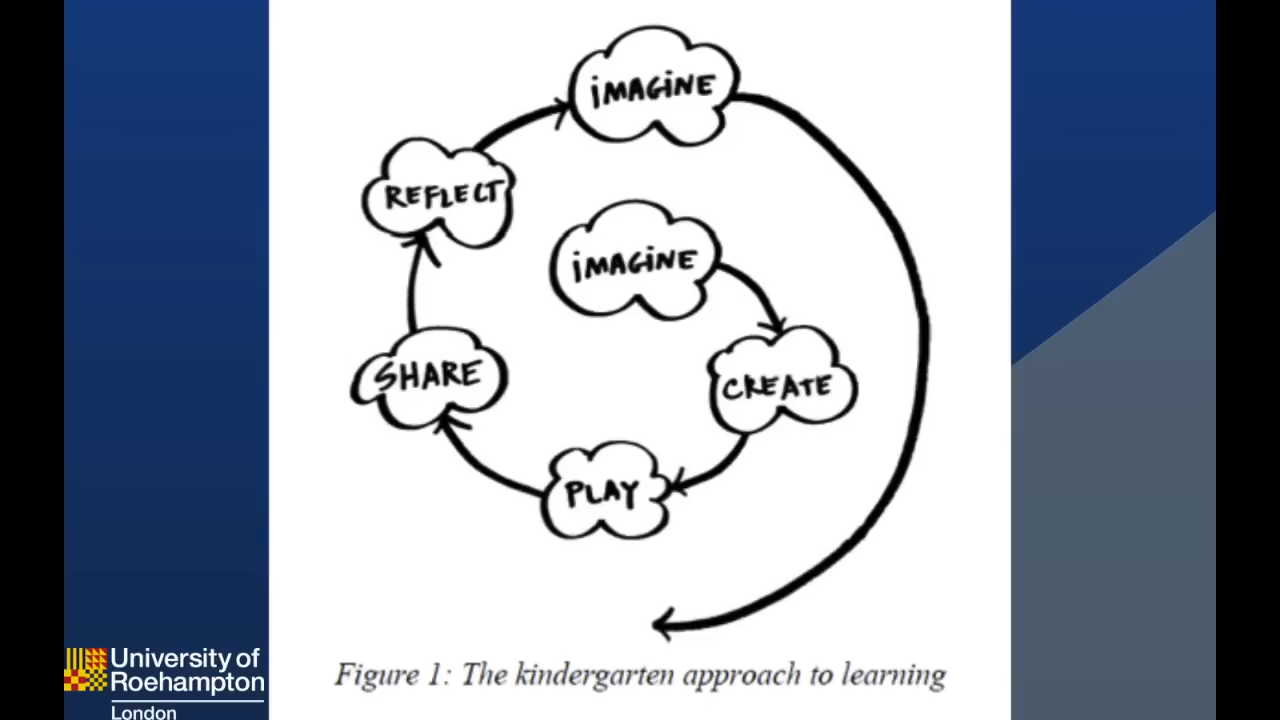 iMAGiNE
REFLECT
iMAGiNE
SHARE
CREATE
PLAY
Figure 1: The kindergarten approach to learning
University of
Roehampton
London